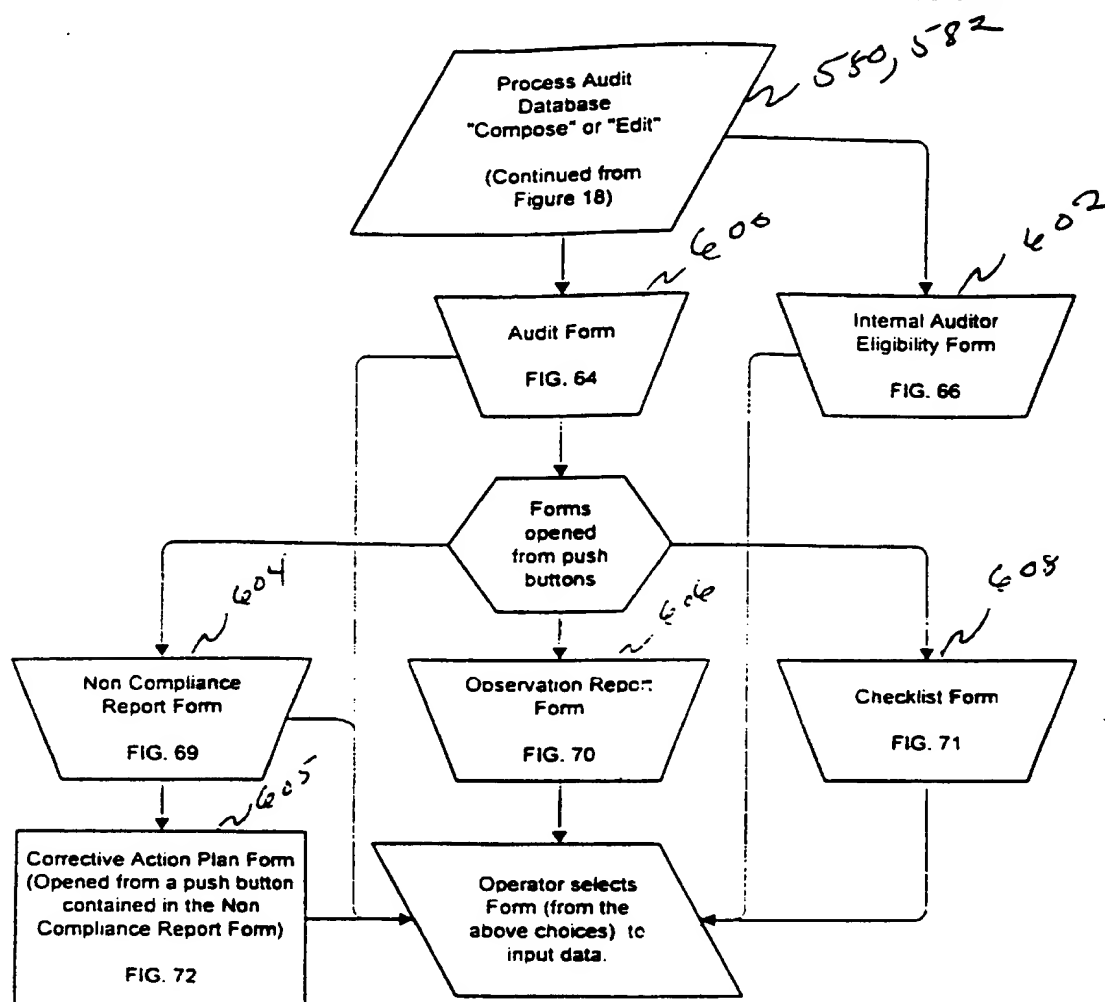 Process Audit
Database
"Compose" or "Edit"
(Continued from
Figure 18)
550, 582
600
602
Audit Form
FIG. 64
Internal Auditor
Eligibility Form
FIG. 66
Forms
opened
from push
buttons
604
606
608
Non Compliance
Report Form
FIG. 69
Observation Report
Form
FIG. 70
Checklist Form
FIG. 71
605
Corrective Action Plan Form
(Opened from a push button
contained in the Non
Compliance Report Form)
FIG. 72
Operator selects
Form (from the
above choices) to
input data.